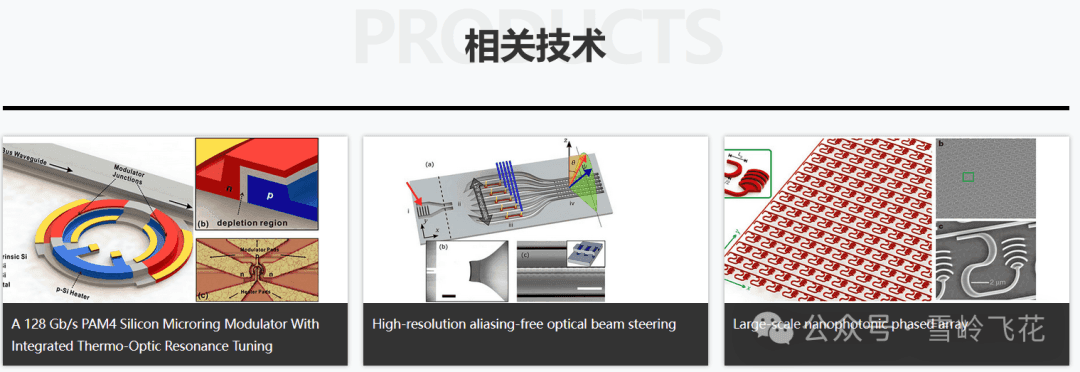 PRODUCTS
相关技术
Bus Waveguide
Modulator
Junctions
n
p
(b)
depletion region
p-Si Heater
Modulator Pads
n
n
Heater Pads
(c)
(a)
i
ii
iii
iv
x
y
z
θ
(b)
(c)
b
c
2 μm
A 128 Gb/s PAM4 Silicon Microring Modulator With
Integrated Thermo-Optic Resonance Tuning
High-resolution aliasing-free optical beam steering
Large-scale nanophotonic phased array
公众号 · 雪岭飞花